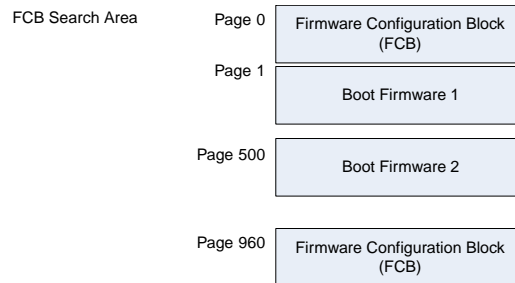 FCB Search Area
Page 0
Firmware Configuration Block
(FCB)
Page 1
Boot Firmware 1
Page 500
Boot Firmware 2
Page 960
Firmware Configuration Block
(FCB)